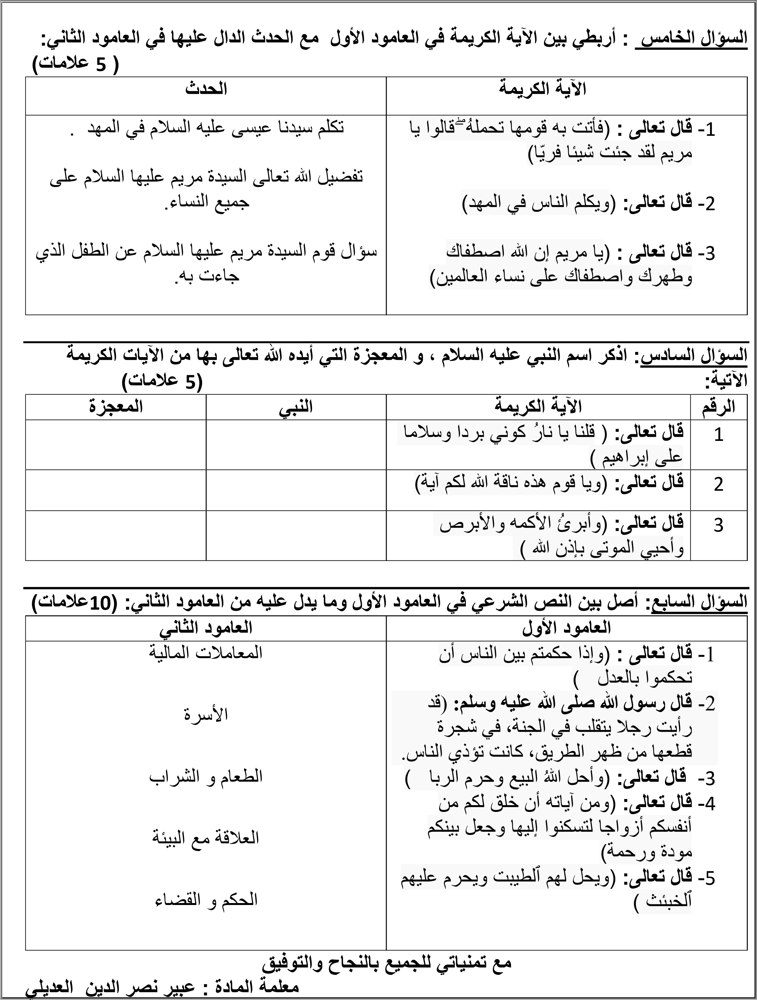 السؤال الخامس : أربطي بين الآية الكريمة في العامود الأول مع الحدث الدال عليها في العامود الثاني:
( 5 علامات)
الآية الكريمة
الحدث
1- قال تعالى : (فأتت به قومها تحملهُ ۖ قالوا يا
مريم لقد جئت شيئا فريّا)
2- قال تعالى: (ويكلم الناس في المهد)
3- قال تعالى : (يا مريم إن الله اصطفاك
وطهرك واصطفاك على نساء العالمين)
تكلم سيدنا عيسى عليه السلام في المهد .
تفضيل الله تعالى السيدة مريم عليها السلام على
جميع النساء.
سؤال قوم السيدة مريم عليها السلام عن الطفل الذي
جاءت به.
السؤال السادس: اذكر اسم النبي عليه السلام ، و المعجزة التي أيده الله تعالى بها من الآيات الكريمة
الآتية: (5 علامات)
الرقم الآية الكريمة النبي المعجزة
1 قال تعالى: ( قلنا يا نارُ كوني بردا وسلاما
على إبراهيم )
2 قال تعالى: (ويا قوم هذه ناقة الله لكم آية)
3 قال تعالى: (وأبرئُ الأكمه والأبرص
وأحيي الموتى بإذن الله )
السؤال السابع: أصل بين النص الشرعي في العامود الأول وما يدل عليه من العامود الثاني: (10علامات)
العامود الأول
العامود الثاني
1- قال تعالى : (وإذا حكمتم بين الناس أن
تحكموا بالعدل )
2- قال رسول الله صلى الله عليه وسلم: (قد
رأيت رجلا يتقلب في الجنة، في شجرة
قطعها من ظهر الطريق، كانت تؤذي الناس.
3- قال تعالى: (وأحل اللهُ البيع وحرم الربا )
4- قال تعالى: (ومن آياته أن خلق لكم من
أنفسكم أزواجا لتسكنوا إليها وجعل بينكم
مودة ورحمة)
5- قال تعالى: (ويحل لهم ٱلطيبت ويحرم عليهم
ٱلخبئث )
المعاملات المالية
الأسرة
الطعام و الشراب
العلاقة مع البيئة
الحكم و القضاء
مع تمنياتي للجميع بالنجاح والتوفيق
معلمة المادة : عبير نصر الدين العديلي